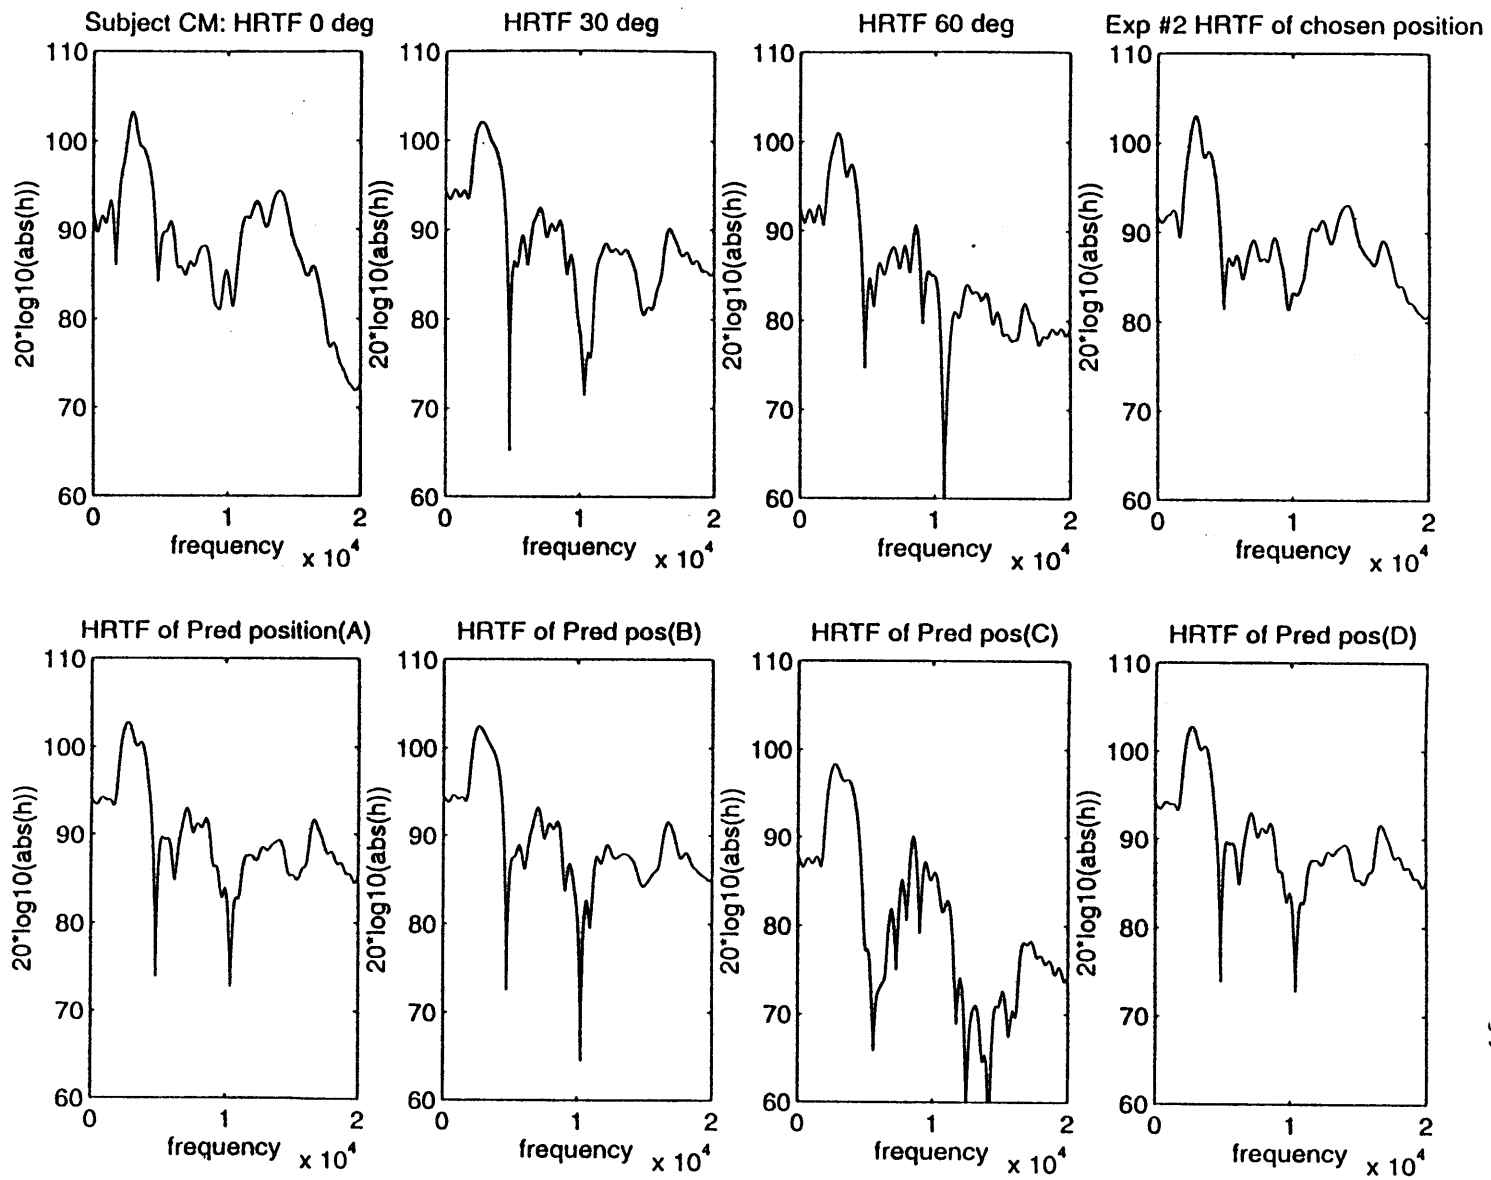 Subject CM: HRTF 0 deg
HRTF 30 deg
HRTF 60 deg
Exp #2 HRTF of chosen position
110
100
90
80
70
60
20*log10(abs(h))
0
1
2
frequency
x 10^4
110
100
90
80
70
60
20*log10(abs(h))
0
1
2
frequency
x 10^4
110
100
90
80
70
60
20*log10(abs(h))
0
1
2
frequency
x 10^4
110
100
90
80
70
60
20*log10(abs(h))
0
1
2
frequency
x 10^4
HRTF of Pred position(A)
HRTF of Pred pos(B)
HRTF of Pred pos(C)
HRTF of Pred pos(D)
110
100
90
80
70
60
20*log10(abs(h))
0
1
2
frequency
x 10^4
110
100
90
80
70
60
20*log10(abs(h))
0
1
2
frequency
x 10^4
110
100
90
80
70
60
20*log10(abs(h))
0
1
2
frequency
x 10^4
110
100
90
80
70
60
20*log10(abs(h))
0
1
2
frequency
x 10^4